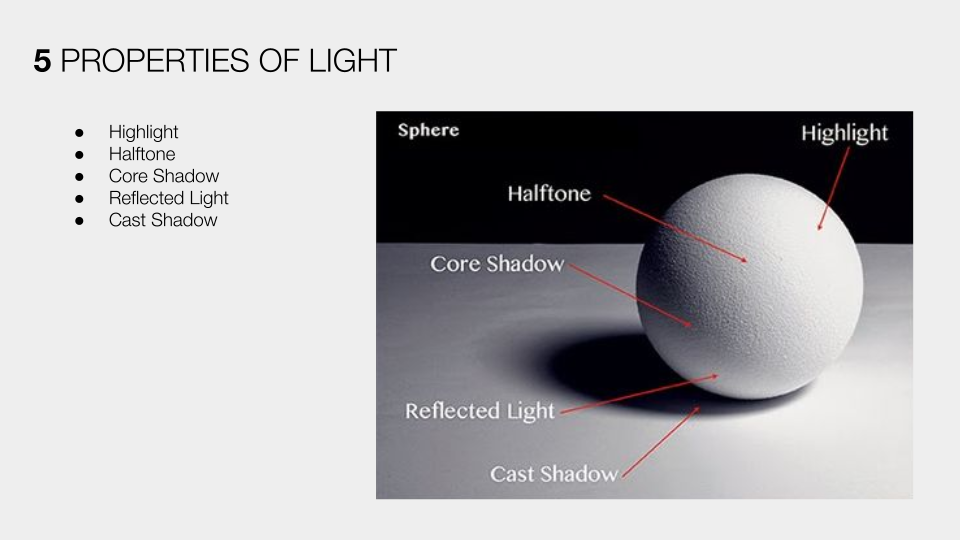 5 PROPERTIES OF LIGHT
● Highlight
● Halftone
● Core Shadow
● Reflected Light
● Cast Shadow
Sphere
Highlight
Halftone
Core Shadow
Reflected Light
Cast Shadow